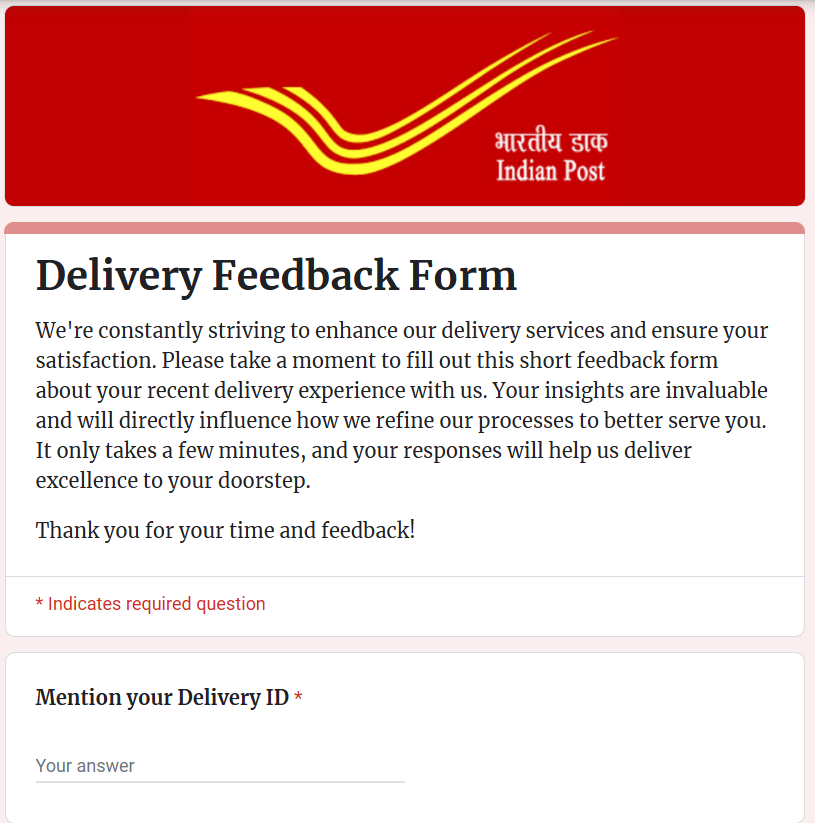 भारतीय डाक
Indian Post
Delivery Feedback Form
We're constantly striving to enhance our delivery services and ensure your
satisfaction. Please take a moment to fill out this short feedback form
about your recent delivery experience with us. Your insights are invaluable
and will directly influence how we refine our processes to better serve you.
It only takes a few minutes, and your responses will help us deliver
excellence to your doorstep.
Thank you for your time and feedback!
* Indicates required question
Mention your Delivery ID *
Your answer